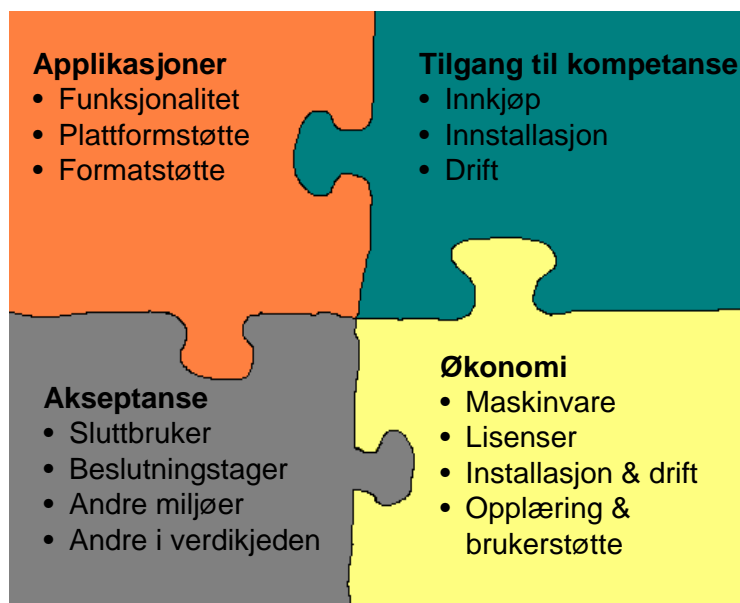 Applikasjoner
• Funksjonalitet
• Plattformstøtte
• Formatstøtte
Tilgang til kompetanse
• Innkjøp
• Innstallasjon
• Drift
Akseptanse
• Sluttbruker
• Beslutningstager
• Andre miljøer
• Andre i verdikjeden
Økonomi
• Maskinvare
• Lisenser
• Installasjon & drift
• Opplæring &
brukerstøtte